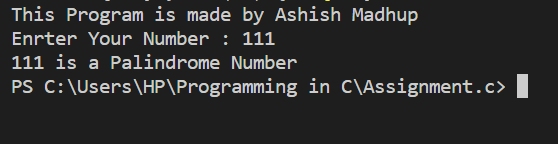 This Program is made by Ashish Madhup
Enrter Your Number : 111
111 is a Palindrome Number
PS C:\Users\HP\Programming in C\Assignment.c>